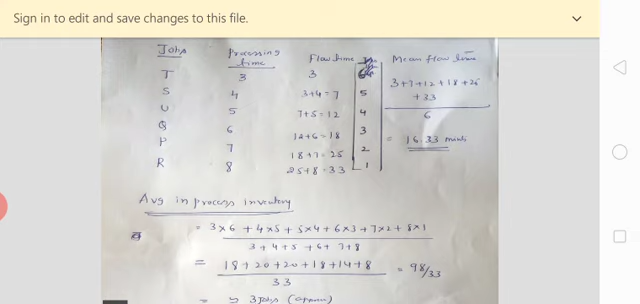 Sign in to edit and save changes to this file.
Jobs Processing time Flow time Mean flow time
T 3 3
S 4 3+4=7 5
U 5 7+5=12 4
Q 6 12+6=18 3
P 7 18+7=25 2
R 8 25+8=33 1
3+7+12+18+25
+33
6
= 16.33 mints
Avg in process inventory
= 3×6+4×5+5×4+6×3+7×2+8×1
3+4+5+6+7+8
= 18+20+20+18+14+8 = 98/33
33
= 3 Jobs (approx)